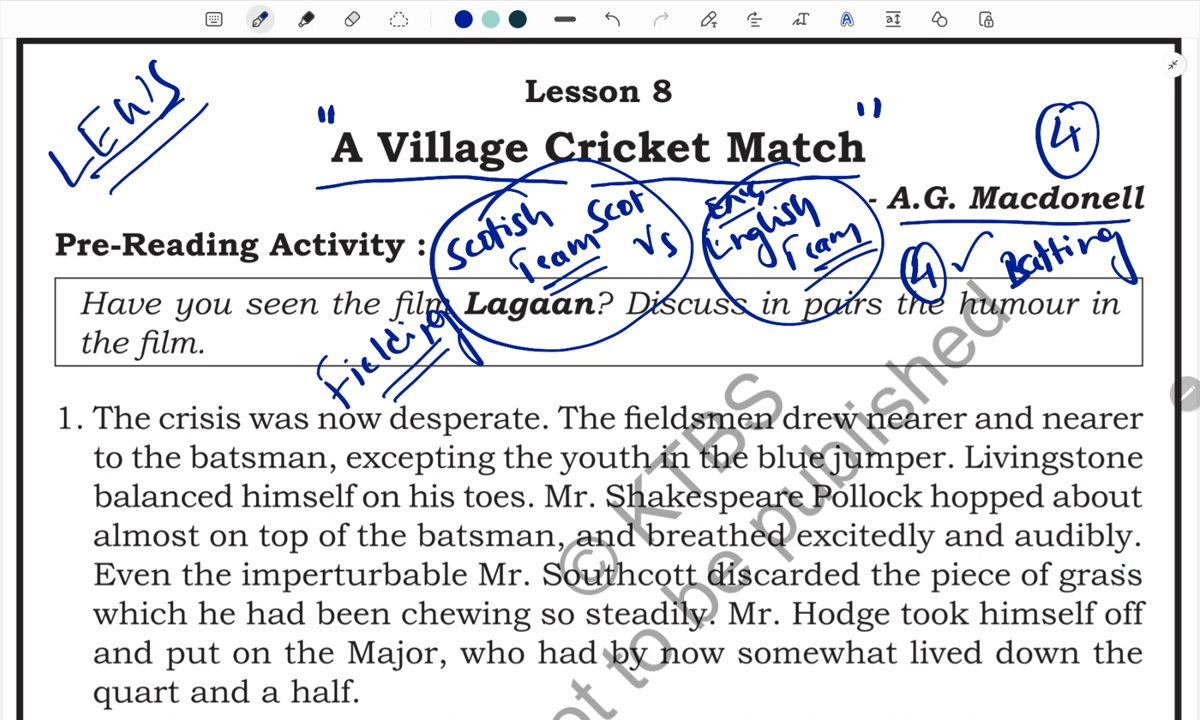 Lesson 8
LEWS
"A Village Cricket Match"
4
- A.G. Macdonell
Pre-Reading Activity :
Scotish Scot
Team Vs
English
Team
4 ✓ Batting
Have you seen the film Lagaan? Discuss in pairs the humour in
the film.
Fielding
1. The crisis was now desperate. The fieldsmen drew nearer and nearer
to the batsman, excepting the youth in the blue jumper. Livingstone
balanced himself on his toes. Mr. Shakespeare Pollock hopped about
almost on top of the batsman, and breathed excitedly and audibly.
Even the imperturbable Mr. Southcott discarded the piece of grass
which he had been chewing so steadily. Mr. Hodge took himself off
and put on the Major, who had by now somewhat lived down the
quart and a half.
© KTBS
not to be published